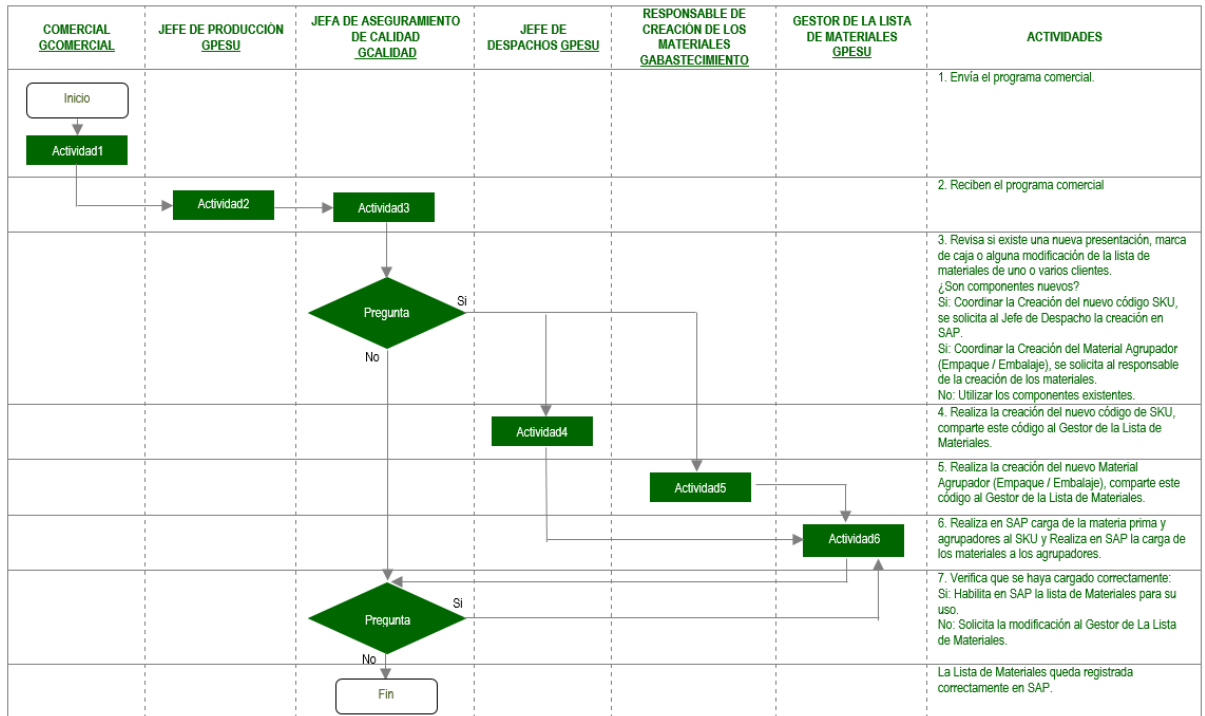 COMERCIAL
GCOMERCIAL
JEFE DE PRODUCCIÓN
GPESU
JEFA DE ASEGURAMIENTO
DE CALIDAD
GCALIDAD
JEFE DE
DESPACHOS GPESU
RESPONSABLE DE
CREACIÓN DE LOS
MATERIALES
GABASTECIMIENTO
GESTOR DE LA LISTA
DE MATERIALES
GPESU
ACTIVIDADES
Inicio
Actividad1
1. Envía el programa comercial.
Actividad2
Actividad3
2. Reciben el programa comercial
Pregunta
Si
No
3. Revisa si existe una nueva presentación, marca
de caja o alguna modificación de la lista de
materiales de uno o varios clientes.
¿Son componentes nuevos?
Si: Coordinar la Creación del nuevo código SKU,
se solicita al Jefe de Despacho la creación en
SAP.
Si: Coordinar la Creación del Material Agrupador
(Empaque / Embalaje), se solicita al responsable
de la creación de los materiales.
No: Utilizar los componentes existentes.
Actividad4
4. Realiza la creación del nuevo código de SKU,
comparte este código al Gestor de la Lista de
Materiales.
Actividad5
5. Realiza la creación del nuevo Material
Agrupador (Empaque / Embalaje), comparte este
código al Gestor de la Lista de Materiales.
Actividad6
6. Realiza en SAP carga de la materia prima y
agrupadores al SKU y Realiza en SAP la carga de
los materiales a los agrupadores.
Pregunta
Si
No
7. Verifica que se haya cargado correctamente:
Si: Habilita en SAP la lista de Materiales para su
uso.
No: Solicita la modificación al Gestor de La Lista
de Materiales.
Fin
La Lista de Materiales queda registrada
correctamente en SAP.